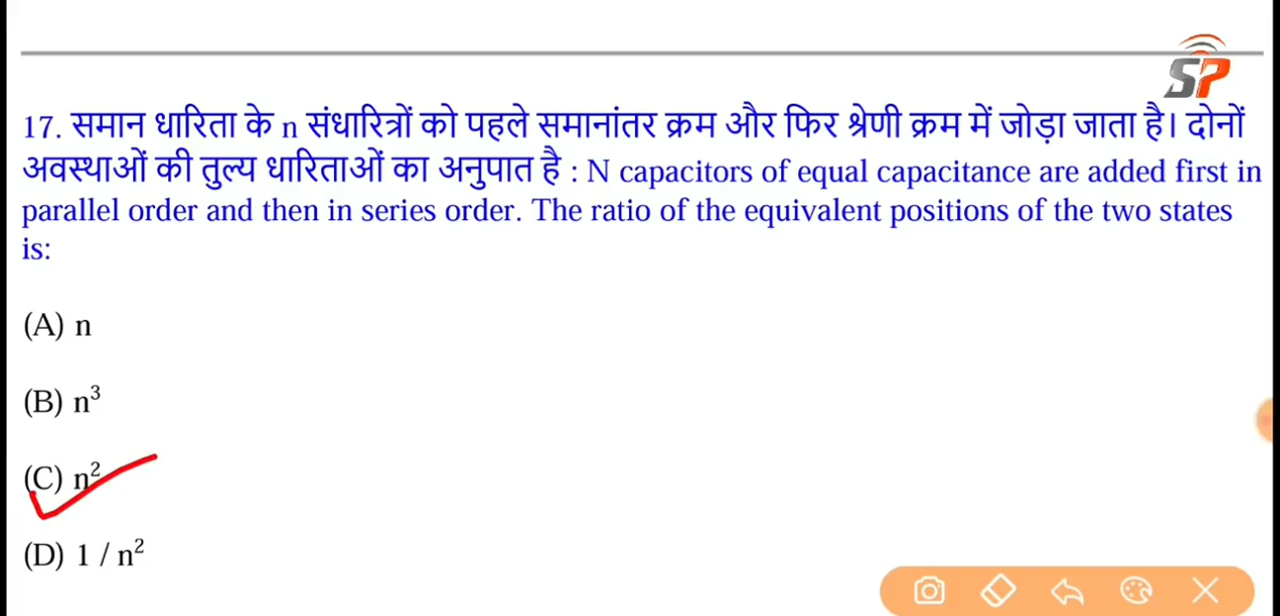 SP
17. समान धारिता के n संधारित्रों को पहले समानांतर क्रम और फिर श्रेणी क्रम में जोड़ा जाता है। दोनों
अवस्थाओं की तुल्य धारिताओं का अनुपात है : N capacitors of equal capacitance are added first in
parallel order and then in series order. The ratio of the equivalent positions of the two states
is:
(A) n
(B) n³
(C) n²
(D) 1 / n²